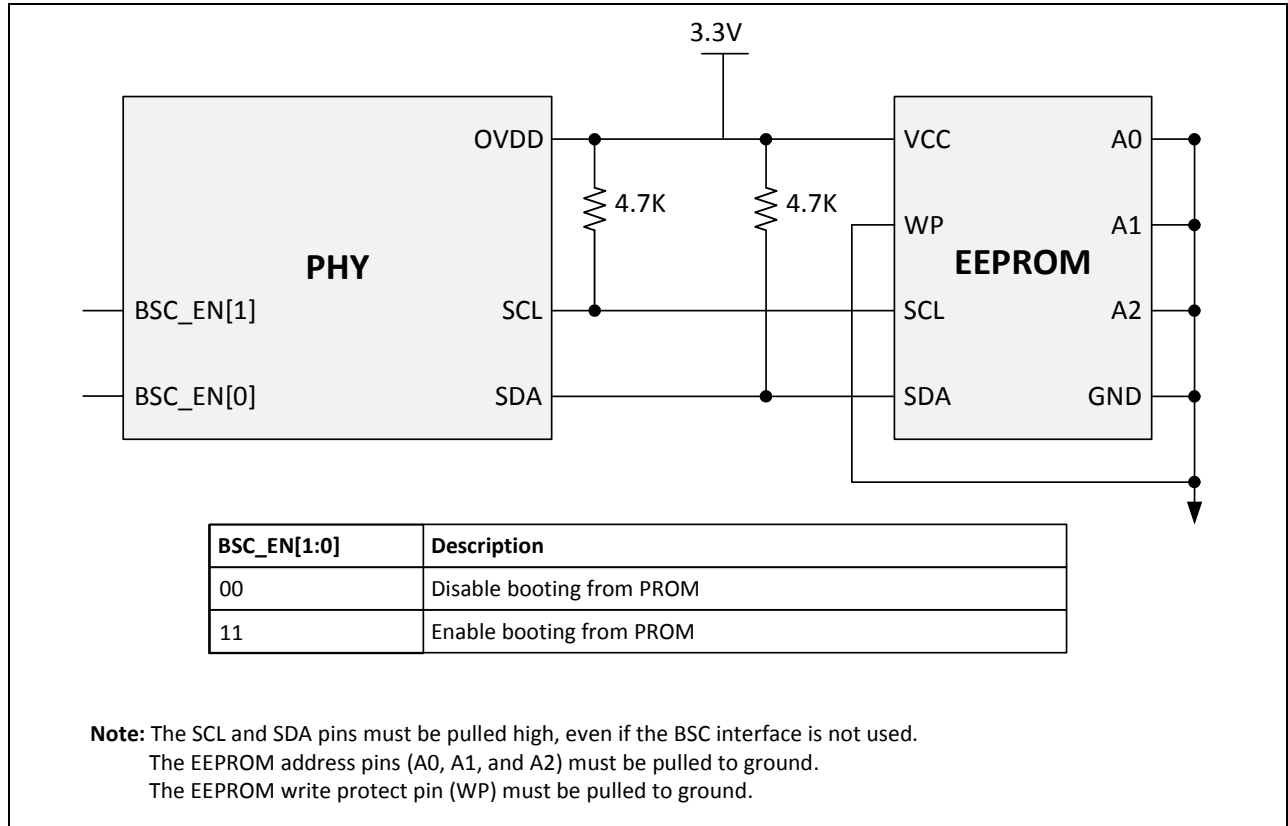 3.3V
OVDD
VCC
A0
4.7K
4.7K
WP
A1
PHY
EEPROM
BSC_EN[1]
SCL
SCL
A2
BSC_EN[0]
SDA
SDA
GND
BSC_EN[1:0] Description
00 Disable booting from PROM
11 Enable booting from PROM
Note: The SCL and SDA pins must be pulled high, even if the BSC interface is not used.
The EEPROM address pins (A0, A1, and A2) must be pulled to ground.
The EEPROM write protect pin (WP) must be pulled to ground.